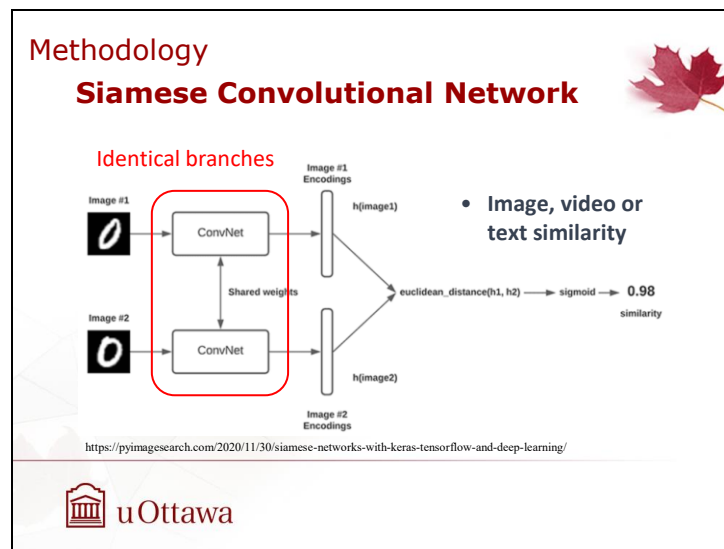 Methodology
Siamese Convolutional Network
Identical branches
Image #1
ConvNet
Shared weights
Image #2
ConvNet
Image #1
Encodings
h(image1)
h(image2)
Image #2
Encodings
euclidean_distance(h1, h2)
sigmoid
0.98
similarity
• Image, video or
text similarity
https://pyimagesearch.com/2020/11/30/siamese-networks-with-keras-tensorflow-and-deep-learning/
uOttawa